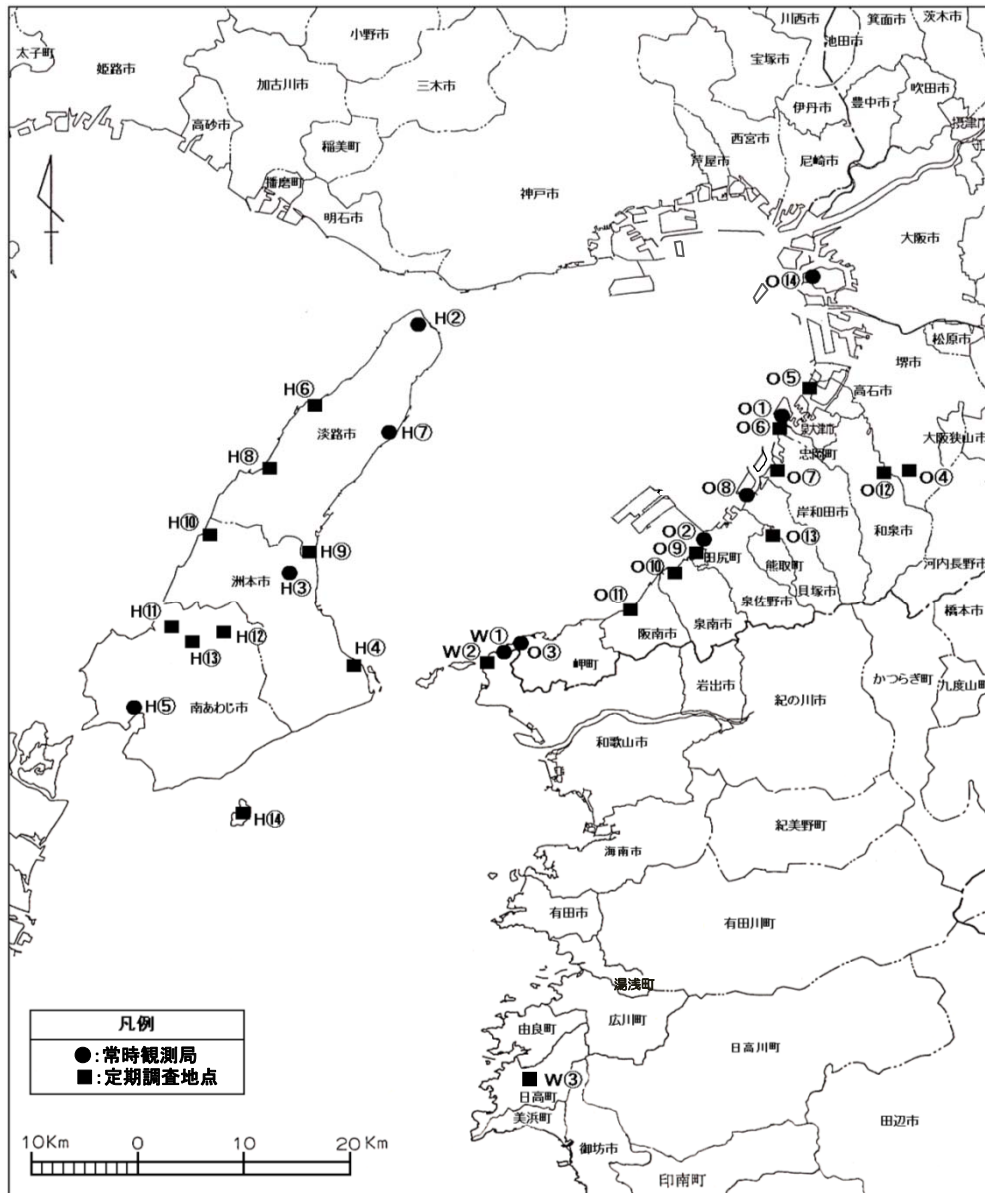 川西市
箕面市
茨木市
小野市
池田市
太子町
宝塚市
姫路市
加古川市
三木市
吹田市
伊丹市
豊中市
高砂市
摂津市
稲美町
西宮市
芦屋市
尼崎市
播磨町
神戸市
明石市
大阪市
O⑭
H②
松原市
堺市
O⑤
高石市
H⑥
O①
淡路市
H⑦
O⑥
泉大津市
大阪狭山市
忠岡町
H⑧
O⑦
O⑫
O④
O⑧
岸和田市
和泉市
H⑩
O②
O⑬
H⑨
O⑨
田尻町
熊取町
河内長野市
洲本市
H③
O⑩
泉佐野市
貝塚市
橋本市
H⑪
O⑪
泉南市
H⑫
阪南市
H⑬
W①
W②
O③
H④
岬町
岩出市
紀の川市
かつらぎ町
九度山町
H⑤
南あわじ市
和歌山市
H⑭
紀美野町
海南市
有田市
有田川町
湯浅町
由良町
広川町
日高川町
凡例
●:常時観測局
■:定期調査地点
W③
日高町
美浜町
田辺市
御坊市
印南町
10Km 0 10 20Km